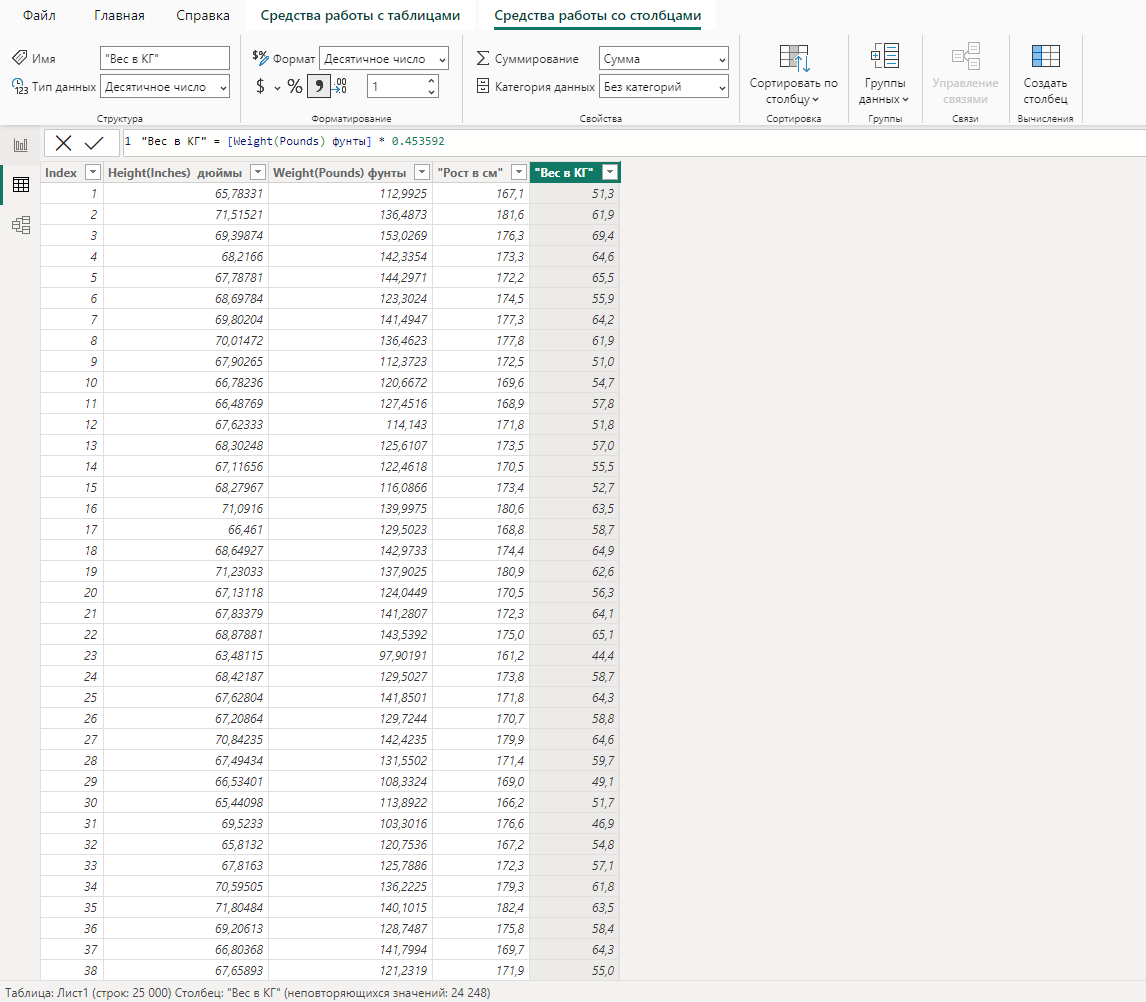 Файл Главная Справка Средства работы с таблицами Средства работы со столбцами
Имя "Вес в КГ" $% Формат Десятичное число Суммирование Сумма
Тип данных Десятичное число $ % 9 .00 1 Категория данных Без категорий
Сортировать по столбцу
Группы данных
Управление связями
Создать столбец
Структура Форматирование Свойства Сортировка Группы Связи Вычисления
1 "Вес в КГ" = [Weight(Pounds) фунты] * 0.453592
Index Height(Inches) дюймы Weight(Pounds) фунты "Рост в см" "Вес в КГ"
1 65,78331 112,9925 167,1 51,3
2 71,51521 136,4873 181,6 61,9
3 69,39874 153,0269 176,3 69,4
4 68,2166 142,3354 173,3 64,6
5 67,78781 144,2971 172,2 65,5
6 68,69784 123,3024 174,5 55,9
7 69,80204 141,4947 177,3 64,2
8 70,01472 136,4623 177,8 61,9
9 67,90265 112,3723 172,5 51,0
10 66,78236 120,6672 169,6 54,7
11 66,48769 127,4516 168,9 57,8
12 67,62333 114,143 171,8 51,8
13 68,30248 125,6107 173,5 57,0
14 67,11656 122,4618 170,5 55,5
15 68,27967 116,0866 173,4 52,7
16 71,0916 139,9975 180,6 63,5
17 66,461 129,5023 168,8 58,7
18 68,64927 142,9733 174,4 64,9
19 71,23033 137,9025 180,9 62,6
20 67,13118 124,0449 170,5 56,3
21 67,83379 141,2807 172,3 64,1
22 68,87881 143,5392 175,0 65,1
23 63,48115 97,90191 161,2 44,4
24 68,42187 129,5027 173,8 58,7
25 67,62804 141,8501 171,8 64,3
26 67,20864 129,7244 170,7 58,8
27 70,84235 142,4235 179,9 64,6
28 67,49434 131,5502 171,4 59,7
29 66,53401 108,3324 169,0 49,1
30 65,44098 113,8922 166,2 51,7
31 69,5233 103,3016 176,6 46,9
32 65,8132 120,7536 167,2 54,8
33 67,8163 125,7886 172,3 57,1
34 70,59505 136,2225 179,3 61,8
35 71,80484 140,1015 182,4 63,5
36 69,20613 128,7487 175,8 58,4
37 66,80368 141,7994 169,7 64,3
38 67,65893 121,2319 171,9 55,0
Таблица: Лист1 (строк: 25 000) Столбец: "Вес в КГ" (неповторяющихся значений: 24 248)